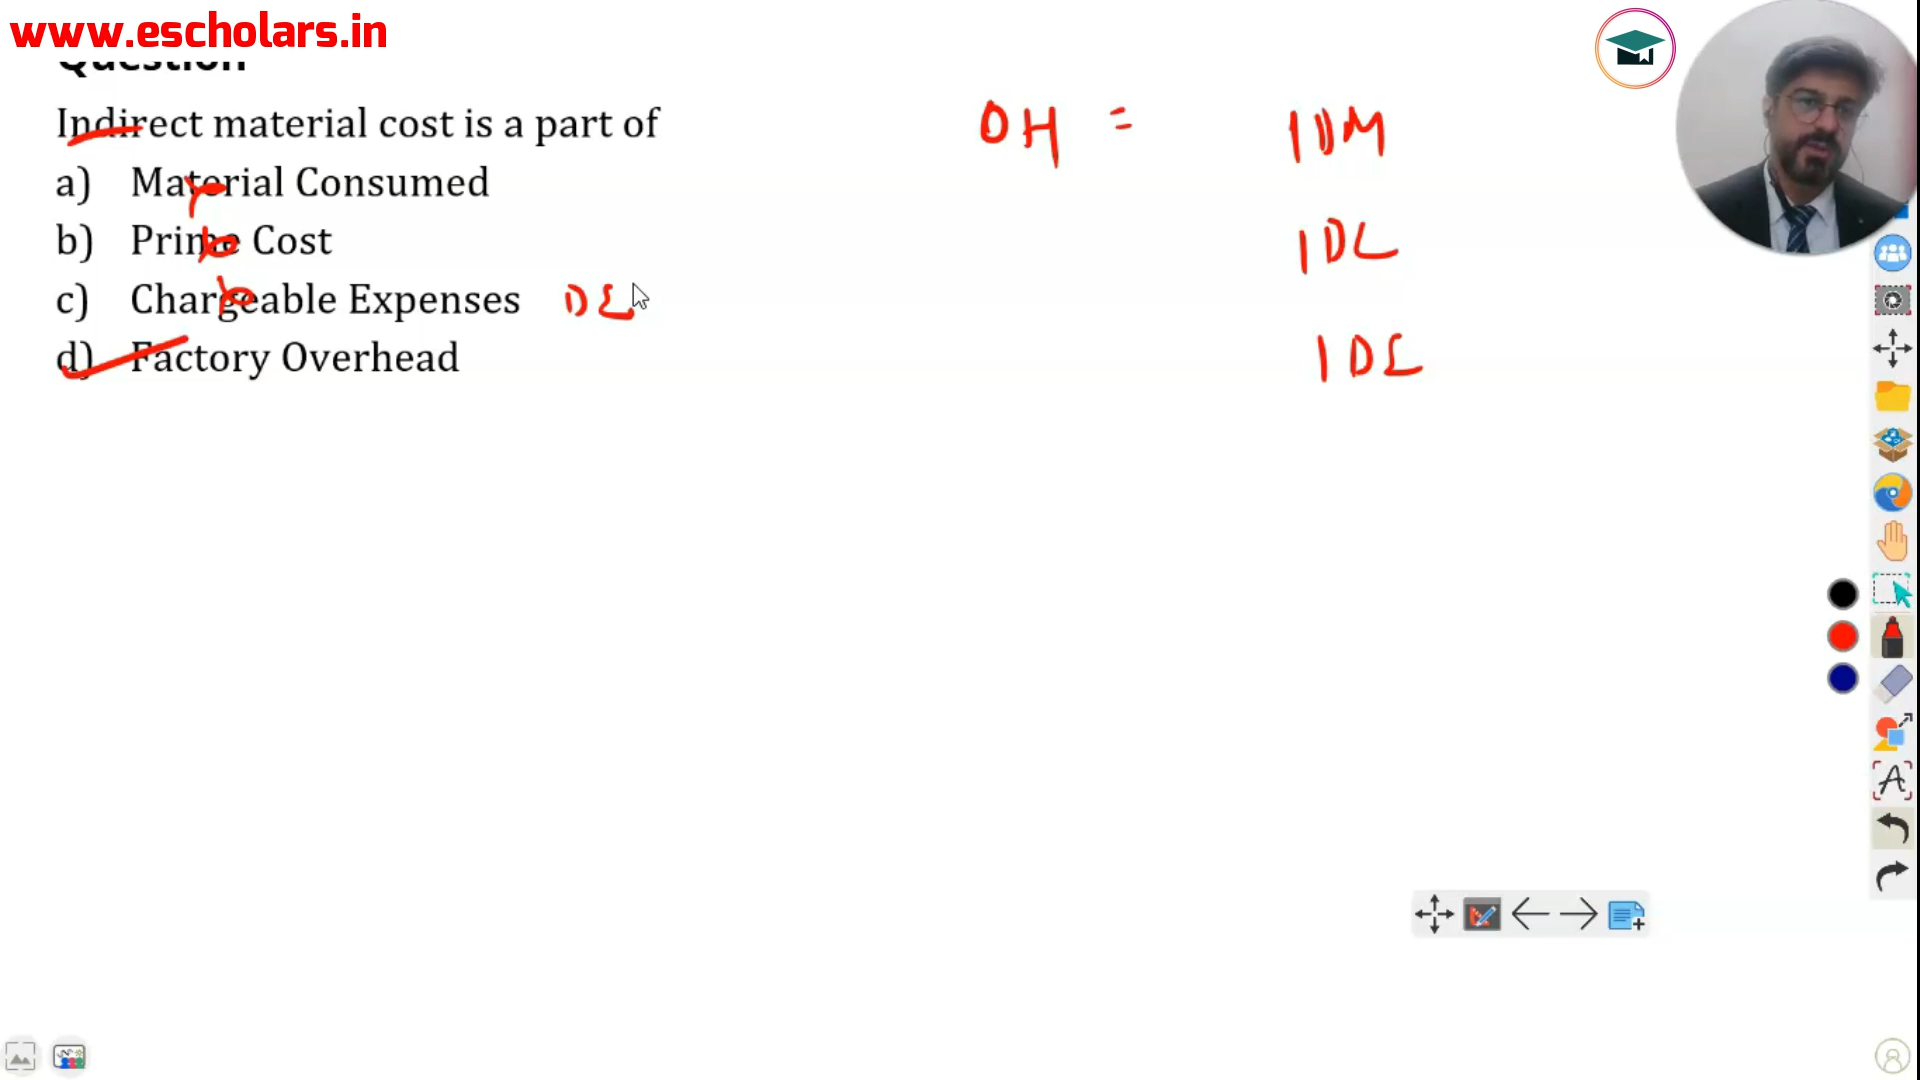 www.escholars.in
Question
Indirect material cost is a part of
a) Material Consumed
b) Prime Cost
c) Chargeable Expenses DE
d) Factory Overhead
OH = IDM
IDL
IDE